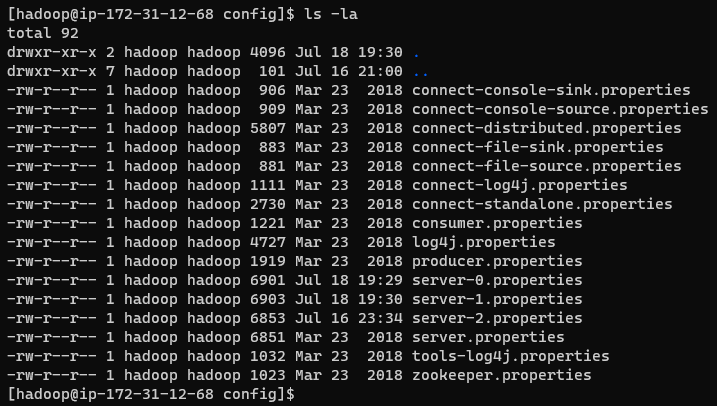 [hadoop@ip-172-31-12-68 config]$ ls -la
total 92
drwxr-xr-x 2 hadoop hadoop 4096 Jul 18 19:30 .
drwxr-xr-x 7 hadoop hadoop  101 Jul 16 21:00 ..
-rw-r--r-- 1 hadoop hadoop  906 Mar 23  2018 connect-console-sink.properties
-rw-r--r-- 1 hadoop hadoop  909 Mar 23  2018 connect-console-source.properties
-rw-r--r-- 1 hadoop hadoop 5807 Mar 23  2018 connect-distributed.properties
-rw-r--r-- 1 hadoop hadoop  883 Mar 23  2018 connect-file-sink.properties
-rw-r--r-- 1 hadoop hadoop  881 Mar 23  2018 connect-file-source.properties
-rw-r--r-- 1 hadoop hadoop 1111 Mar 23  2018 connect-log4j.properties
-rw-r--r-- 1 hadoop hadoop 2730 Mar 23  2018 connect-standalone.properties
-rw-r--r-- 1 hadoop hadoop 1221 Mar 23  2018 consumer.properties
-rw-r--r-- 1 hadoop hadoop 4727 Mar 23  2018 log4j.properties
-rw-r--r-- 1 hadoop hadoop 1919 Mar 23  2018 producer.properties
-rw-r--r-- 1 hadoop hadoop 6901 Jul 18 19:29 server-0.properties
-rw-r--r-- 1 hadoop hadoop 6903 Jul 18 19:30 server-1.properties
-rw-r--r-- 1 hadoop hadoop 6853 Jul 16 23:34 server-2.properties
-rw-r--r-- 1 hadoop hadoop 6851 Mar 23  2018 server.properties
-rw-r--r-- 1 hadoop hadoop 1032 Mar 23  2018 tools-log4j.properties
-rw-r--r-- 1 hadoop hadoop 1023 Mar 23  2018 zookeeper.properties
[hadoop@ip-172-31-12-68 config]$